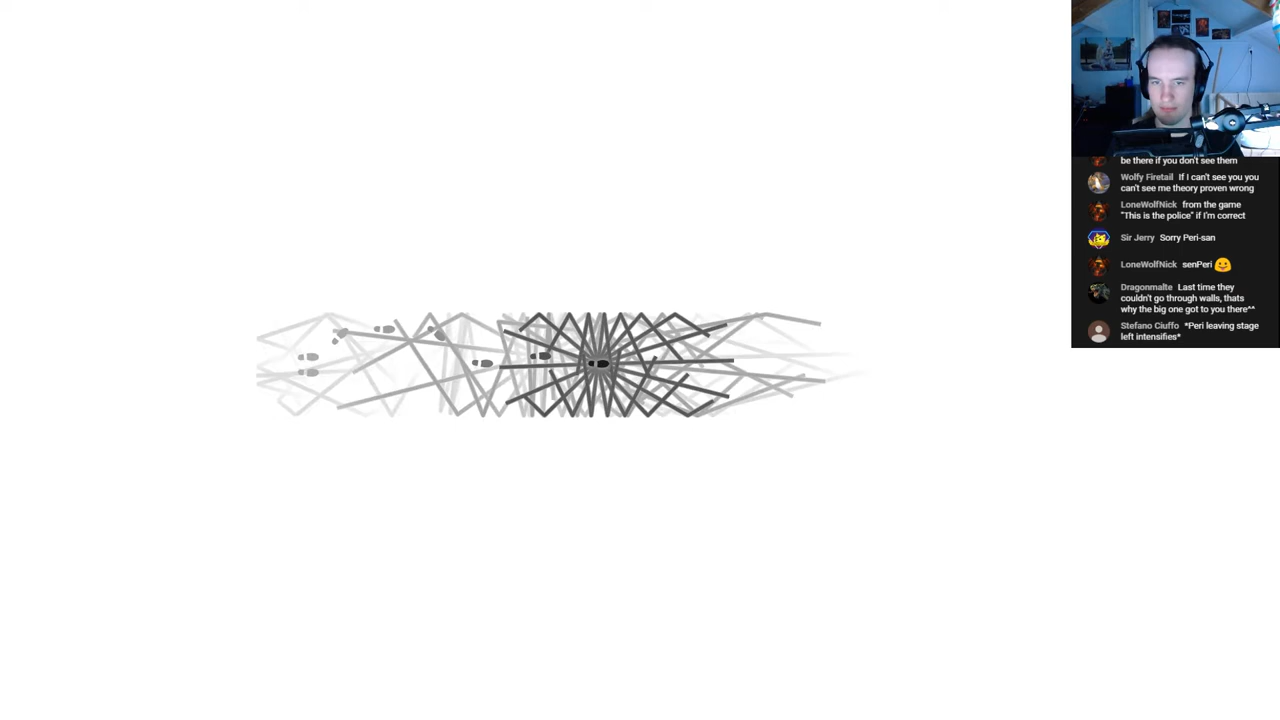 be there if you don't see them
Wolfy Firetail If I can't see you you
can't see me theory proven wrong
LoneWolfNick from the game
"This is the police" if I'm correct
Sir Jerry Sorry Peri-san
LoneWolfNick senPeri
Dragonmalte Last time they
couldn't go through walls, thats
why the big one got to you there^^
Stefano Ciuffo *Peri leaving stage
left intensifies*